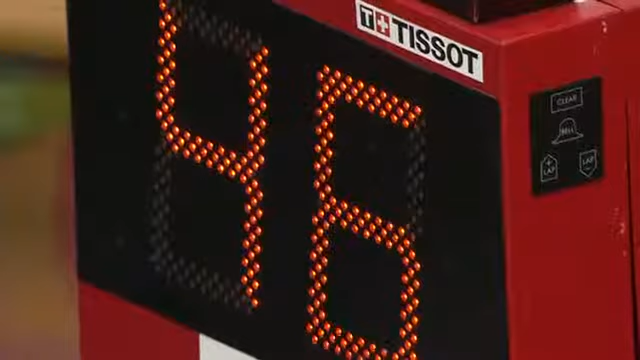 T+ TISSOT
46
CLEAR
BELL
+ LAP
LAP